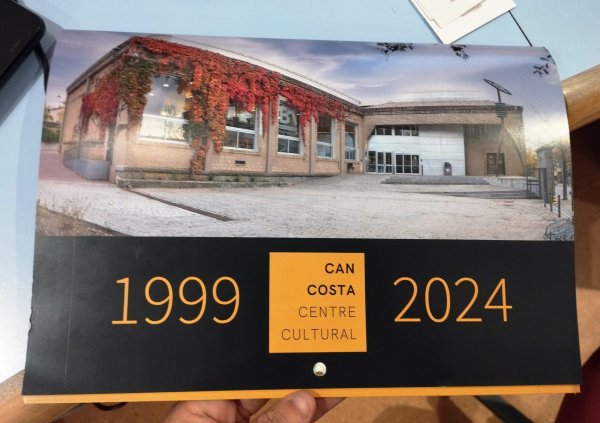 1999
CAN
COSTA
CENTRE
CULTURAL
2024